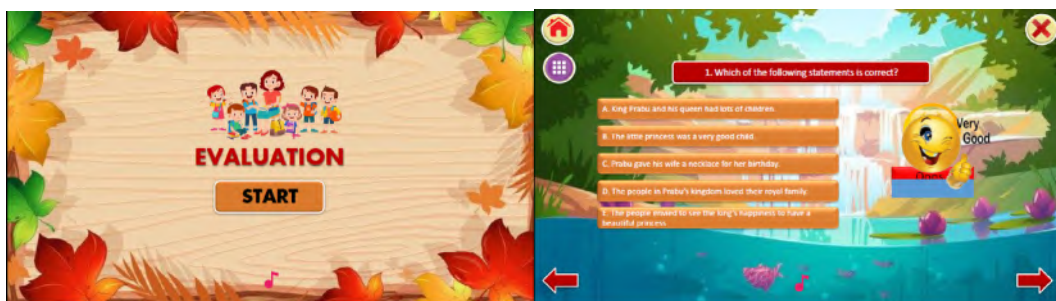 EVALUATION
START
1. Which of the following statements is correct?
A. King Prabu and his queen had lots of children.
B. The little princess was a very good child.
C. Prabu gave his wife a necklace for her birthday.
D. The people in Prabu's kingdom loved their royal family.
E. The people envied to see the king's happiness to have a
beautiful princess
Very
Good